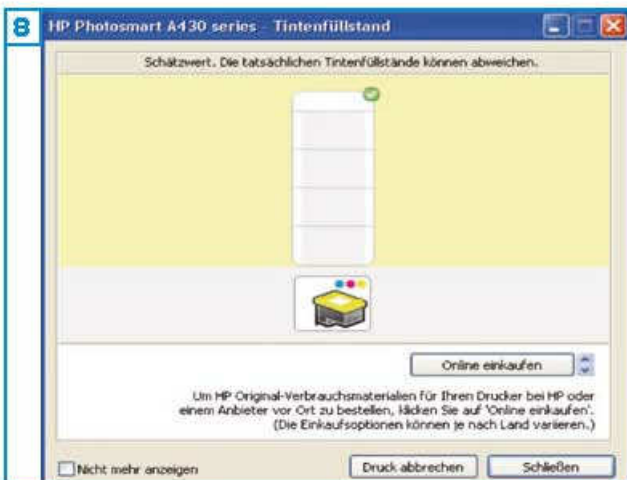 8
HP Photosmart A430 series - Tintenfüllstand
Schätzwert. Die tatsächlichen Tintenfüllstände können abweichen.
Online einkaufen
Um HP Original-Verbrauchsmaterialien für Ihren Drucker bei HP oder
einem Anbieter vor Ort zu bestellen, klicken Sie auf 'Online einkaufen'.
(Die Einkaufsoptionen können je nach Land variieren.)
Nicht mehr anzeigen
Druck abbrechen
Schließen